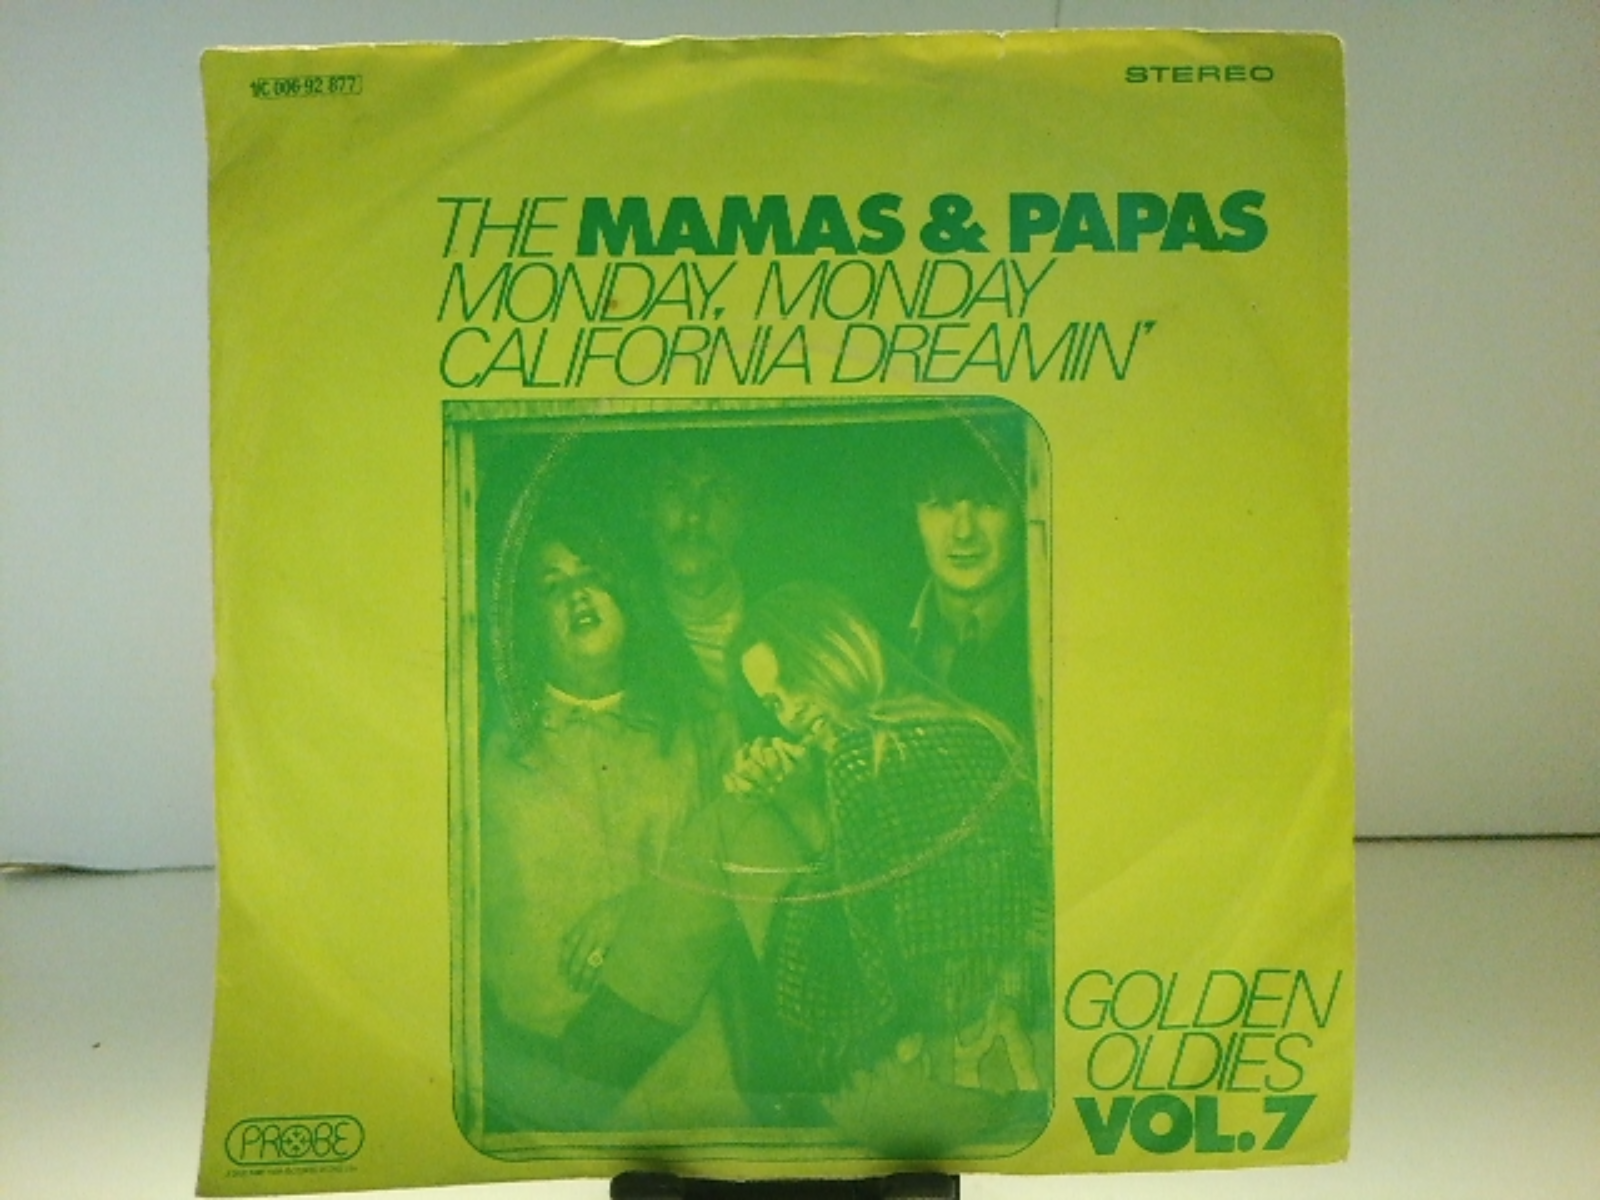 1C 006-92 877
STEREO
THE MAMAS & PAPAS
MONDAY, MONDAY
CALIFORNIA DREAMIN'
GOLDEN
OLDIES
VOL.7
PROBE